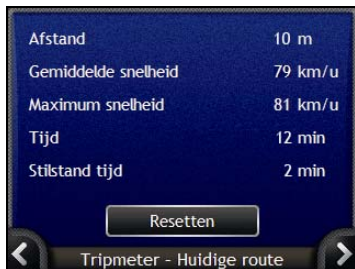 Afstand 10 m
Gemiddelde snelheid 79 km/u
Maximum snelheid 81 km/u
Tijd 12 min
Stilstand tijd 2 min
Resetten
Tripmeter - Huidige route